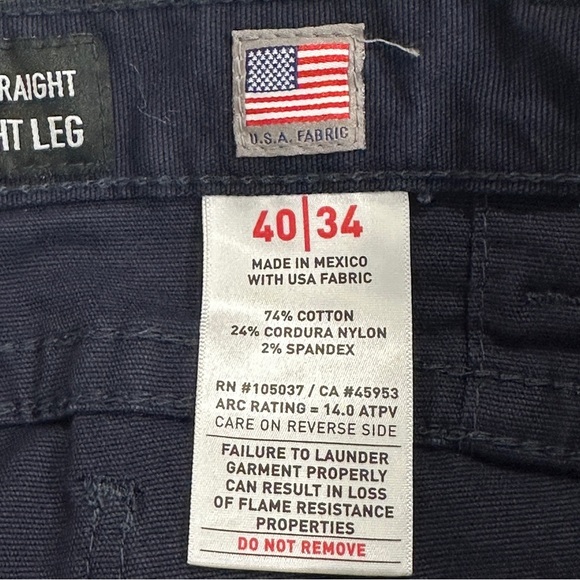 RAIGHT
HT LEG
U.S.A. FABRIC
40|34
MADE IN MEXICO
WITH USA FABRIC
74% COTTON
24% CORDURA NYLON
2% SPANDEX
RN #105037 / CA #45953
ARC RATING = 14.0 ATPV
CARE ON REVERSE SIDE
FAILURE TO LAUNDER
GARMENT PROPERLY
CAN RESULT IN LOSS
OF FLAME RESISTANCE
PROPERTIES
DO NOT REMOVE